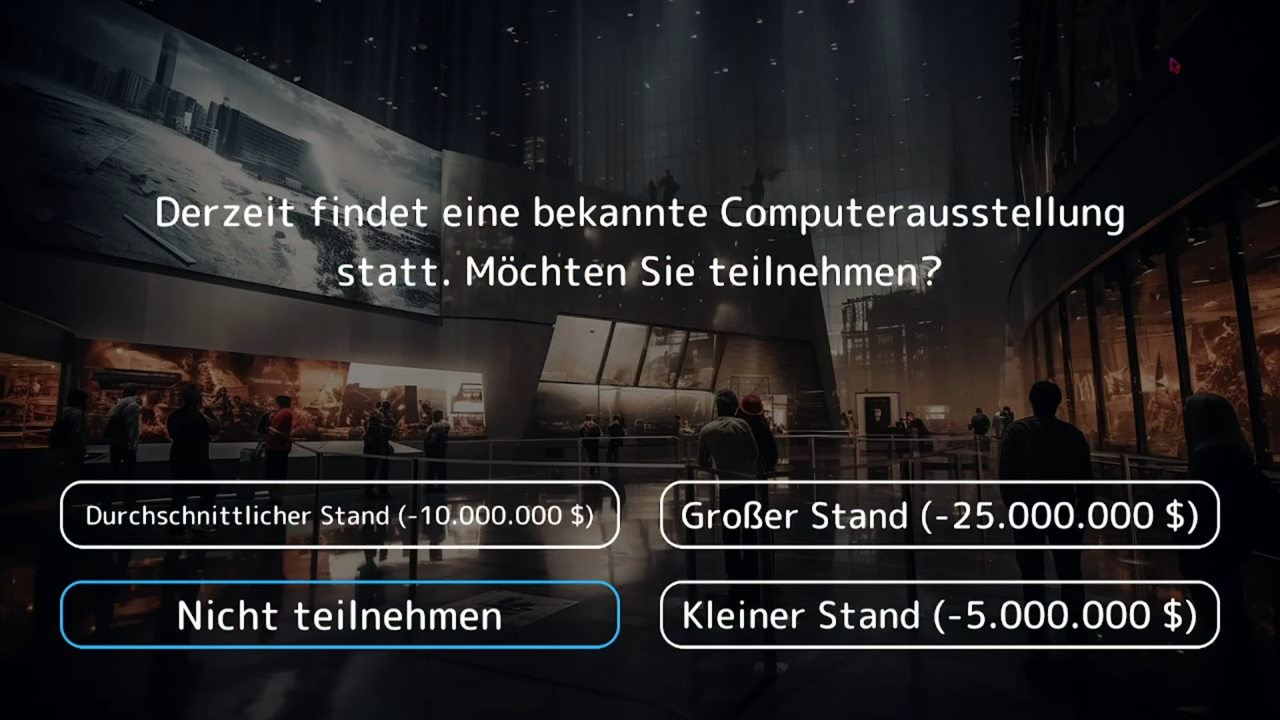 Derzeit findet eine bekannte Computerausstellung
statt. Möchten Sie teilnehmen?
Durchschnittlicher Stand (-10.000.000 $)
Großer Stand (-25.000.000 $)
Nicht teilnehmen
Kleiner Stand (-5.000.000 $)